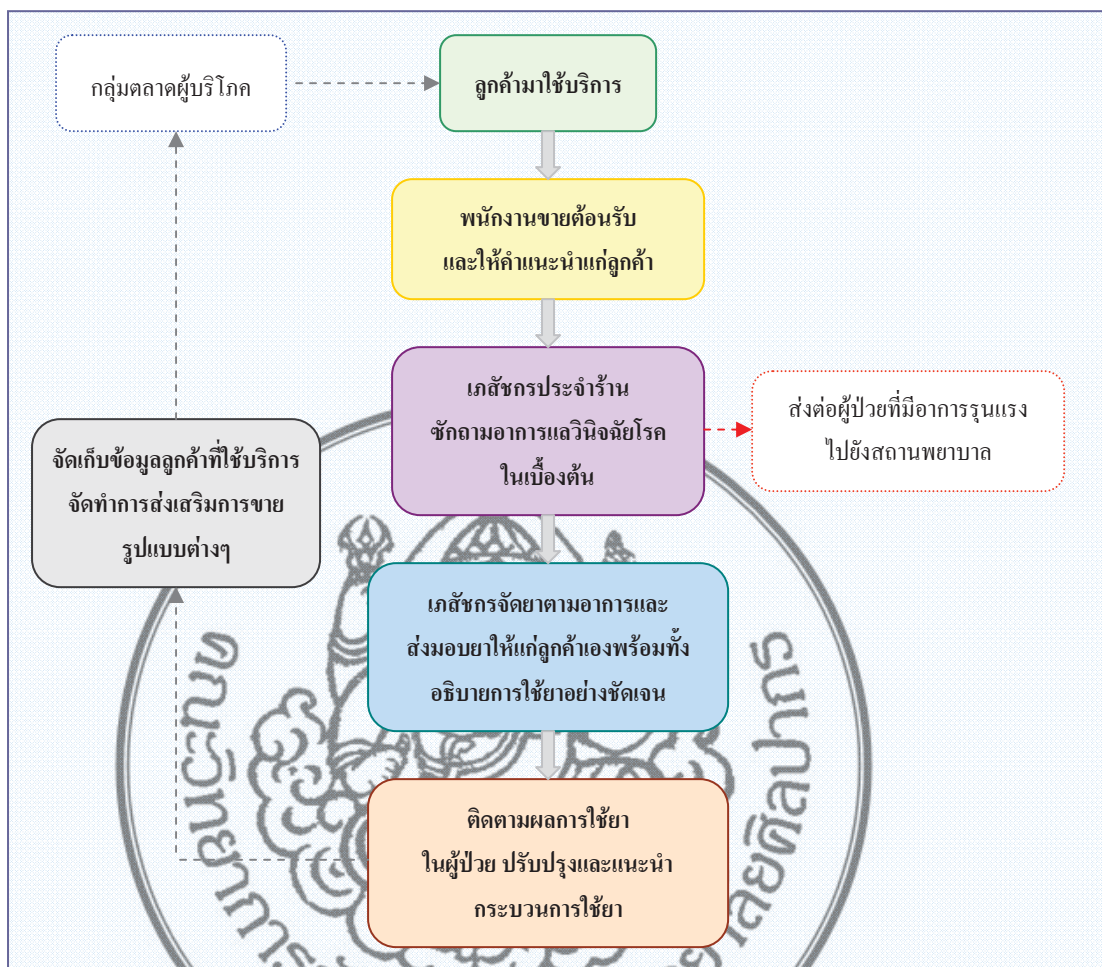 กลุ่มตลาดผู้บริโภค
ลูกค้ามาใช้บริการ
พนักงานขายต้อนรับ
และให้คำแนะนำแก่ลูกค้า
เภสัชกรประจำร้าน
ซักถามอาการแลวินิจฉัยโรค
ในเบื้องต้น
ส่งต่อผู้ป่วยที่มีอาการรุนแรง
ไปยังสถานพยาบาล
จัดเก็บข้อมูลลูกค้าที่ใช้บริการ
จัดทำการส่งเสริมการขาย
รูปแบบต่างๆ
เภสัชกรจัดยาตามอาการและ
ส่งมอบยาให้แก่ลูกค้าเองพร้อมทั้ง
อธิบายการใช้ยาอย่างชัดเจน
ติดตามผลการใช้ยา
ในผู้ป่วย ปรับปรุงและแนะนำ
กระบวนการใช้ยา